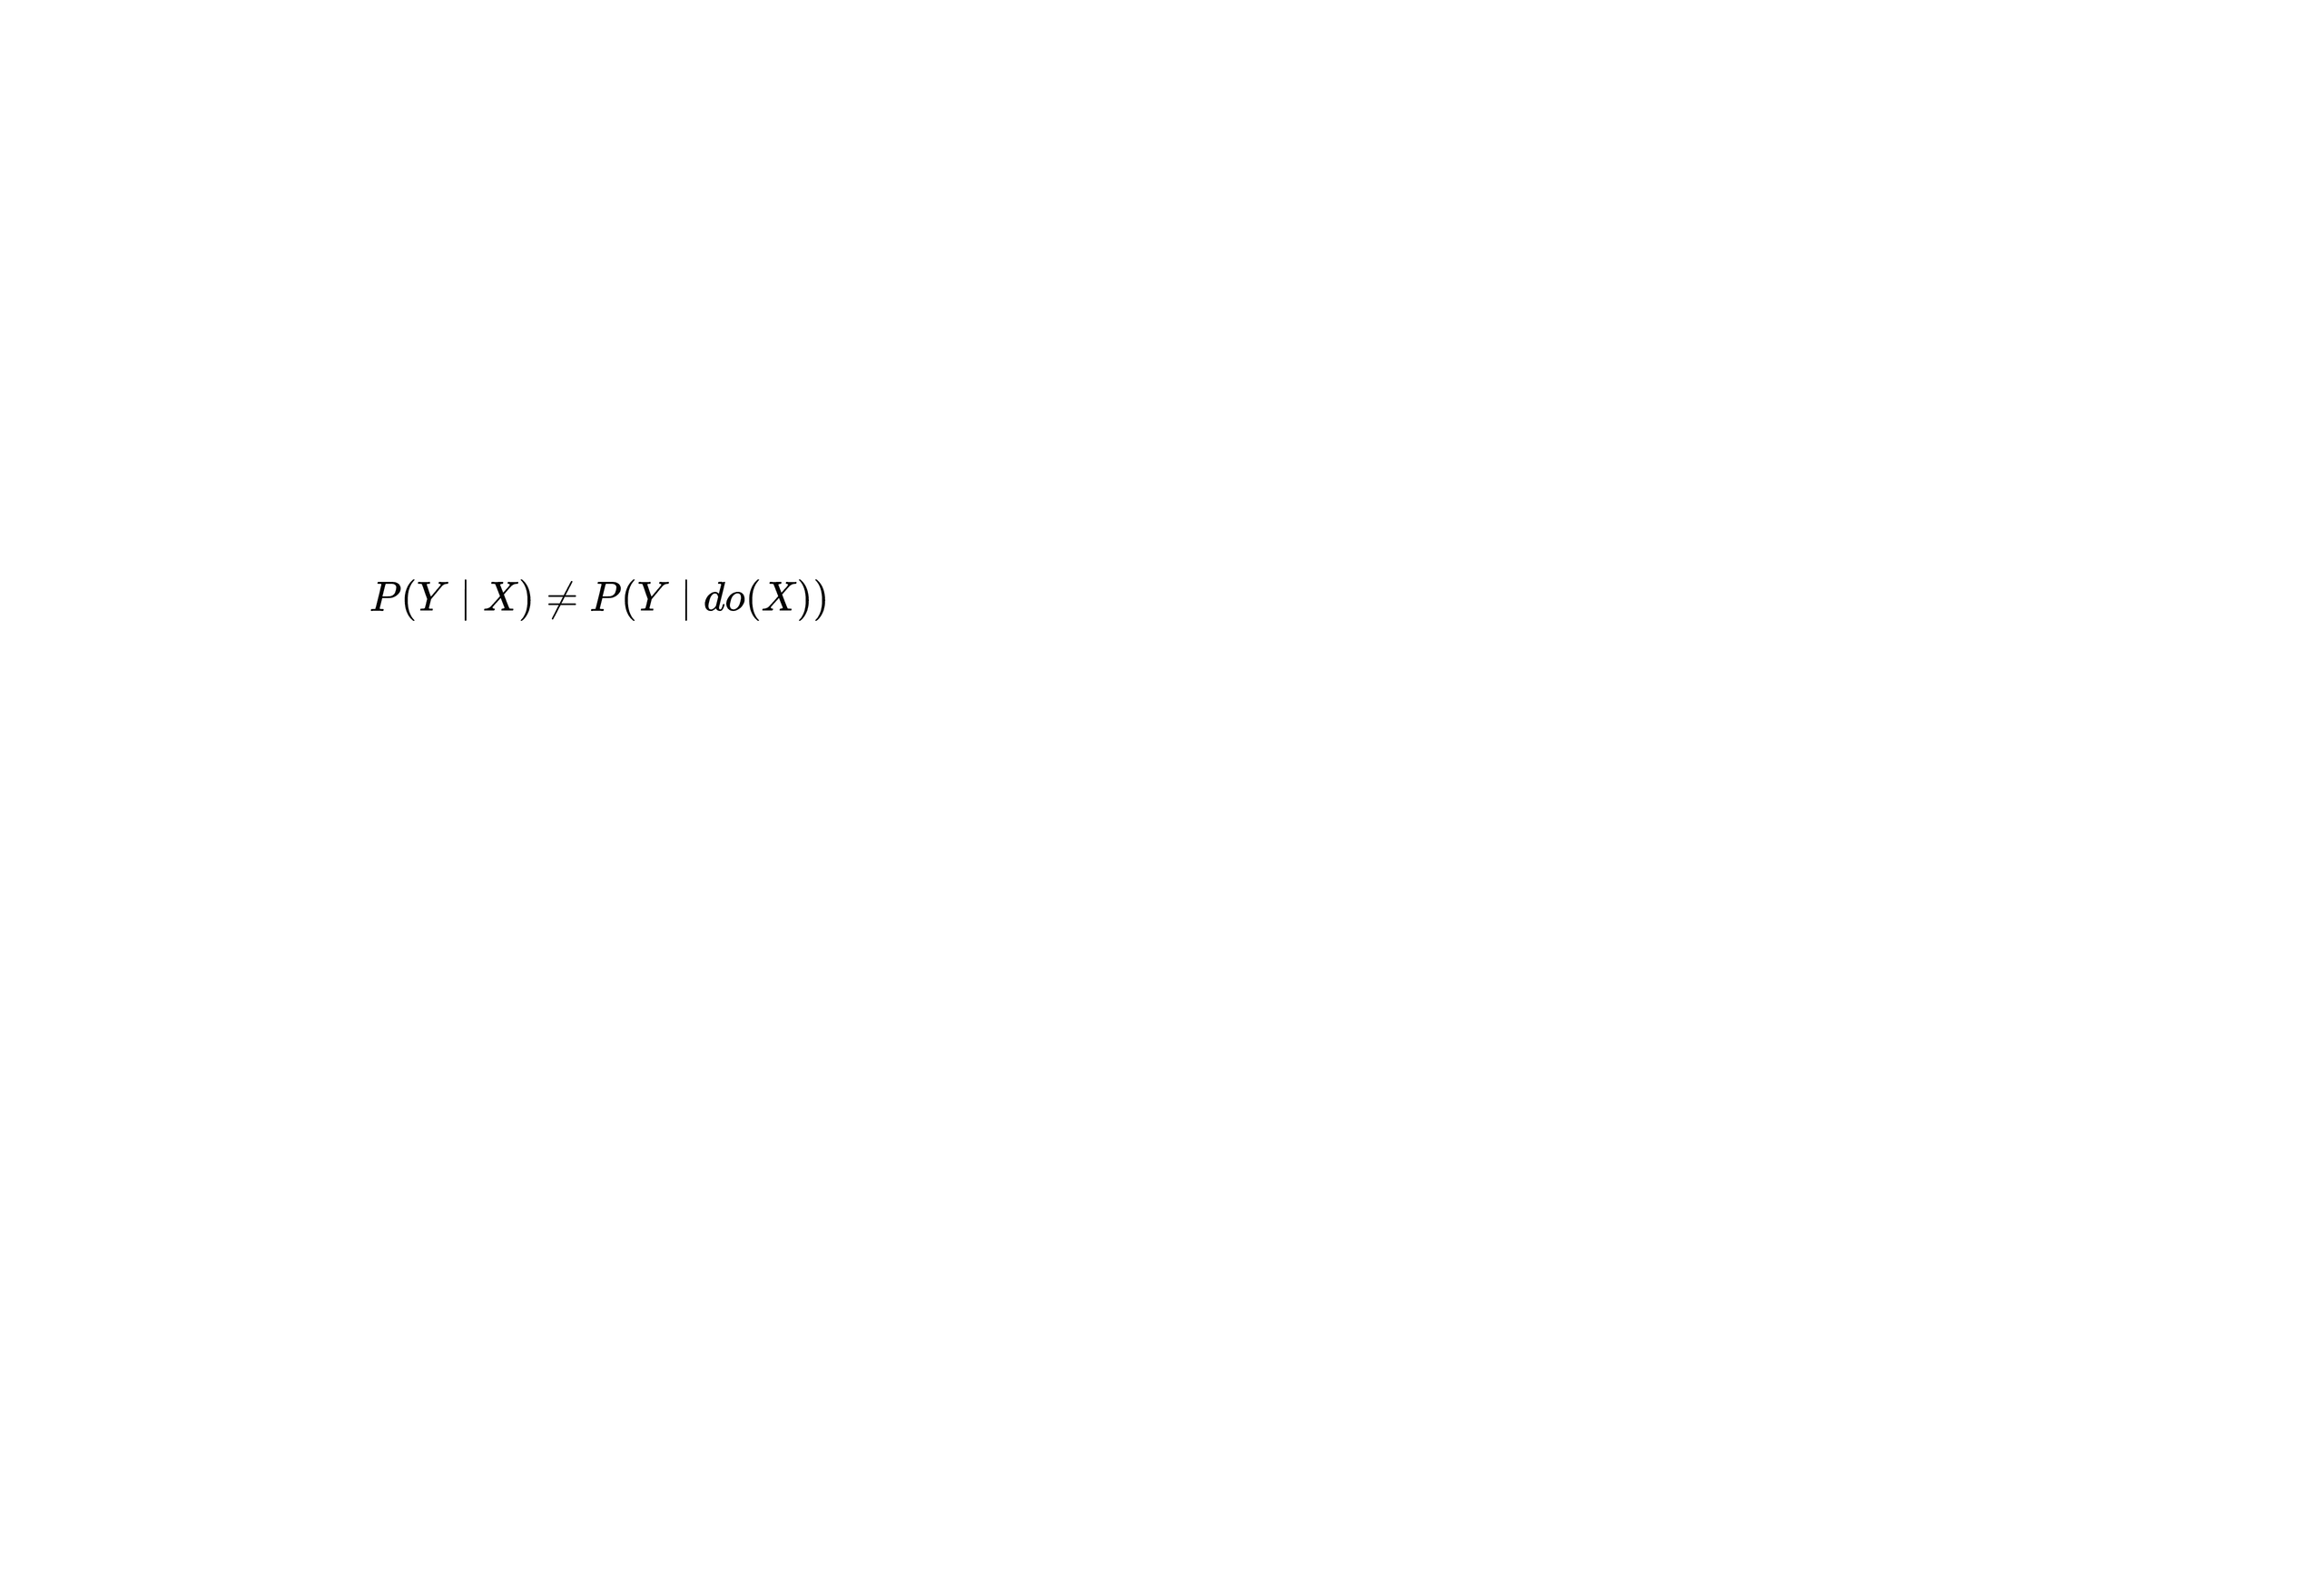 P(Y | X) ≠ P(Y | do(X))